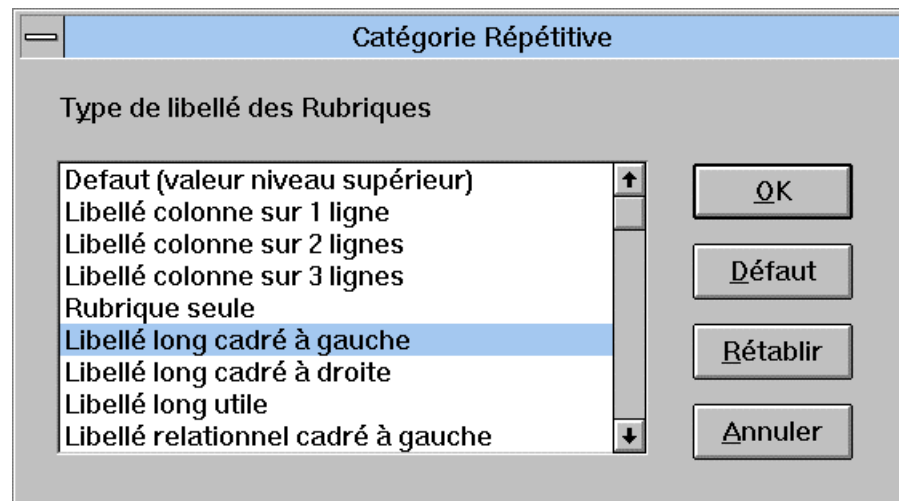 Catégorie Répétitive
Type de libellé des Rubriques
Defaut (valeur niveau supérieur)
Libellé colonne sur 1 ligne
Libellé colonne sur 2 lignes
Libellé colonne sur 3 lignes
Rubrique seule
Libellé long cadré à gauche
Libellé long cadré à droite
Libellé long utile
Libellé relationnel cadré à gauche
OK
Défaut
Rétablir
Annuler